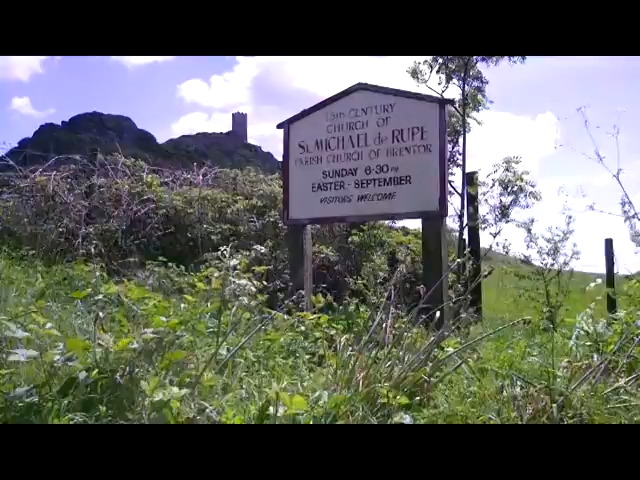 13th CENTURY
CHURCH OF
St. MICHAEL de RUPE
PARISH CHURCH OF BRENTOR
SUNDAY 6-30 PM
EASTER - SEPTEMBER
VISITORS WELCOME